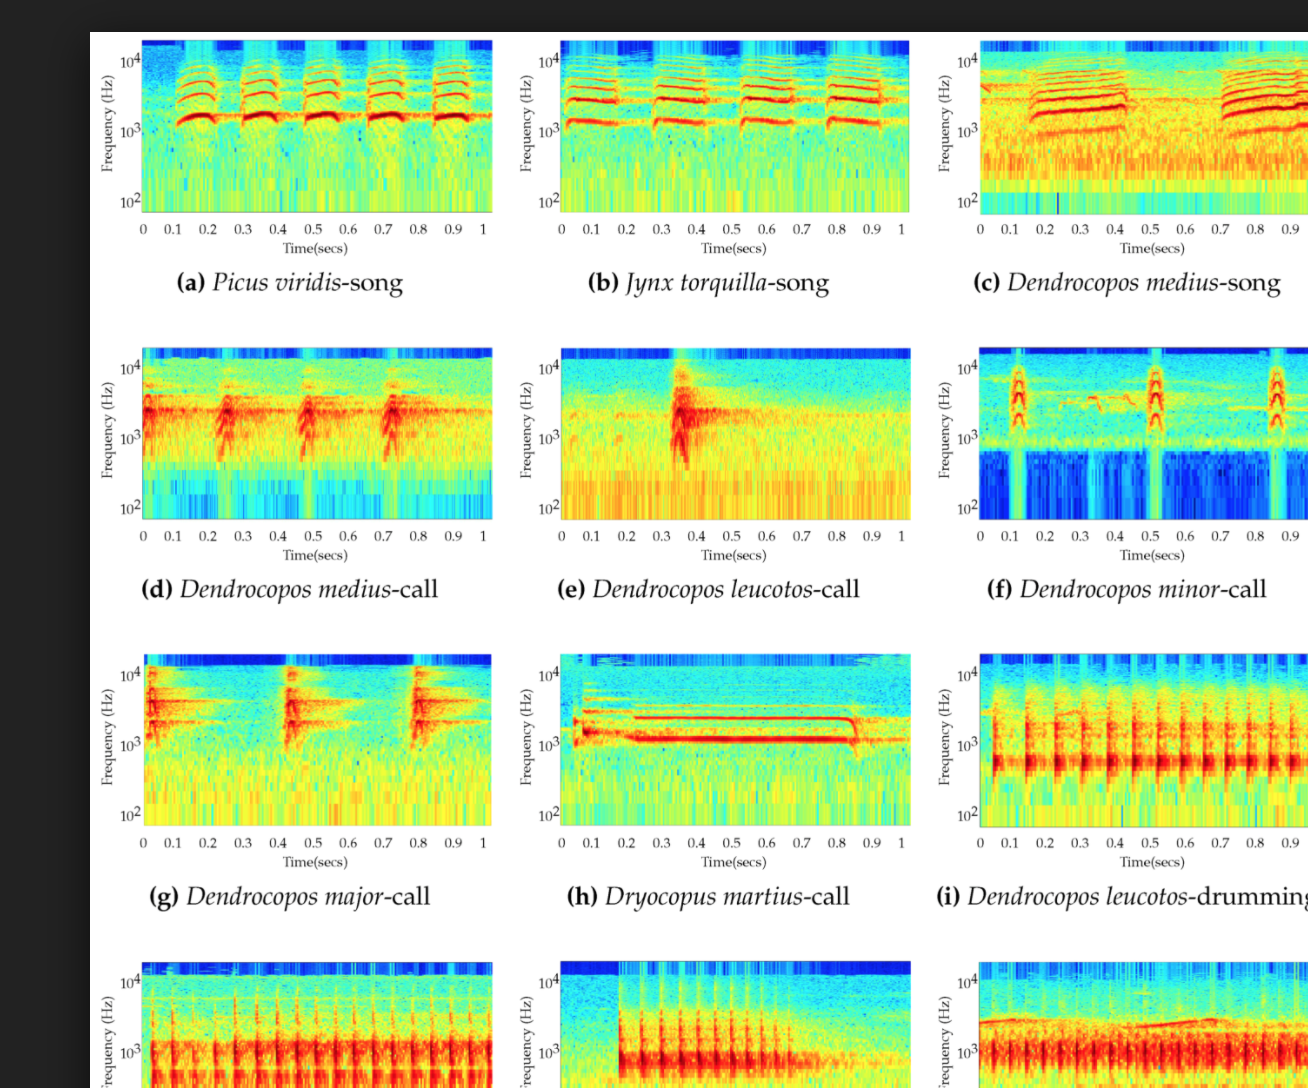 10⁴ 10³ 10²
Frequency (Hz)
0 0.1 0.2 0.3 0.4 0.5 0.6 0.7 0.8 0.9 1
Time(secs)
(a) Picus viridis-song
10⁴ 10³ 10²
Frequency (Hz)
0 0.1 0.2 0.3 0.4 0.5 0.6 0.7 0.8 0.9 1
Time(secs)
(b) Jynx torquilla-song
10⁴ 10³ 10²
Frequency (Hz)
0 0.1 0.2 0.3 0.4 0.5 0.6 0.7 0.8 0.9
Time(secs)
(c) Dendrocopos medius-song
10⁴ 10³ 10²
Frequency (Hz)
0 0.1 0.2 0.3 0.4 0.5 0.6 0.7 0.8 0.9 1
Time(secs)
(d) Dendrocopos medius-call
10⁴ 10³ 10²
Frequency (Hz)
0 0.1 0.2 0.3 0.4 0.5 0.6 0.7 0.8 0.9 1
Time(secs)
(e) Dendrocopos leucotos-call
10⁴ 10³ 10²
Frequency (Hz)
0 0.1 0.2 0.3 0.4 0.5 0.6 0.7 0.8 0.9
Time(secs)
(f) Dendrocopos minor-call
10⁴ 10³ 10²
Frequency (Hz)
0 0.1 0.2 0.3 0.4 0.5 0.6 0.7 0.8 0.9 1
Time(secs)
(g) Dendrocopos major-call
10⁴ 10³ 10²
Frequency (Hz)
0 0.1 0.2 0.3 0.4 0.5 0.6 0.7 0.8 0.9 1
Time(secs)
(h) Dryocopus martius-call
10⁴ 10³ 10²
Frequency (Hz)
0 0.1 0.2 0.3 0.4 0.5 0.6 0.7 0.8 0.9
Time(secs)
(i) Dendrocopos leucotos-drumming
10⁴ 10³
Frequency (Hz)
10⁴ 10³
Frequency (Hz)
10⁴ 10³
Frequency (Hz)